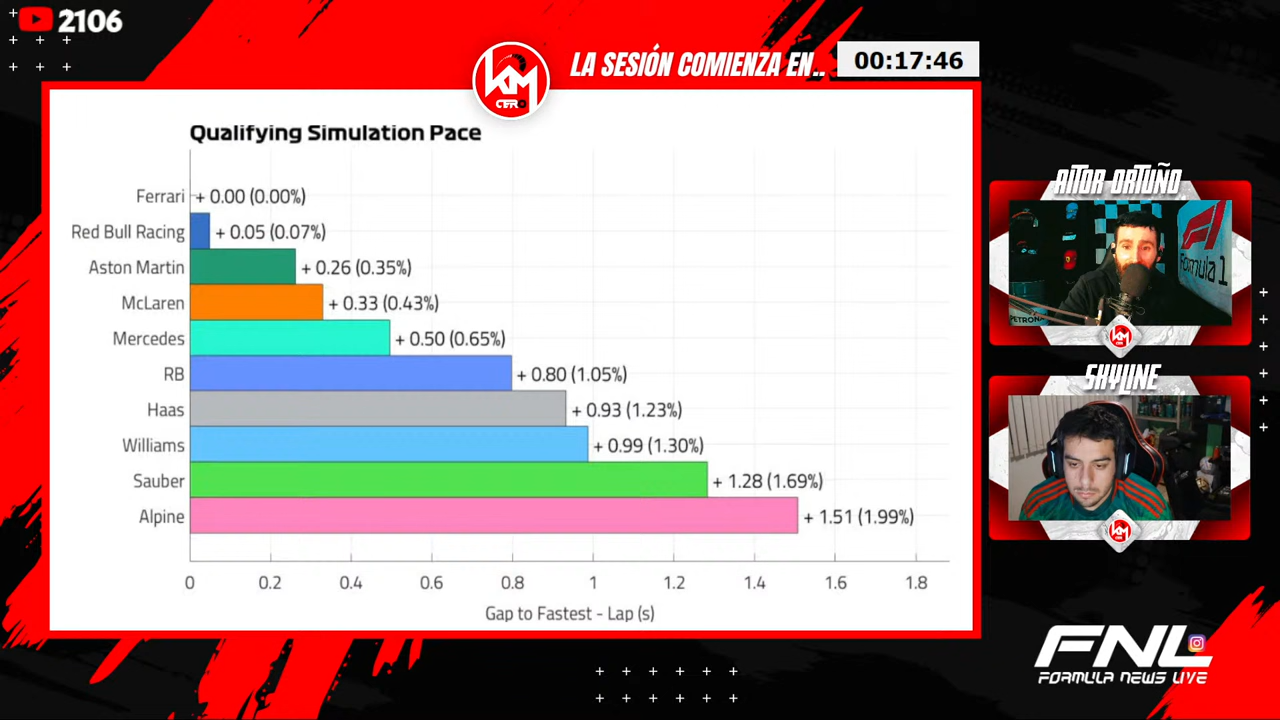 2106
KM
CERO
LA SESIÓN COMIENZA EN..
00:17:46
Qualifying Simulation Pace
Ferrari + 0.00 (0.00%)
Red Bull Racing + 0.05 (0.07%)
Aston Martin + 0.26 (0.35%)
McLaren + 0.33 (0.43%)
Mercedes + 0.50 (0.65%)
RB + 0.80 (1.05%)
Haas + 0.93 (1.23%)
Williams + 0.99 (1.30%)
Sauber + 1.28 (1.69%)
Alpine + 1.51 (1.99%)
0 0.2 0.4 0.6 0.8 1 1.2 1.4 1.6 1.8
Gap to Fastest - Lap (s)
AITOR ORTUÑO
F1
Formula 1
PETRONA
SKYLINE
FNL
FORMULA NEWS LIVE